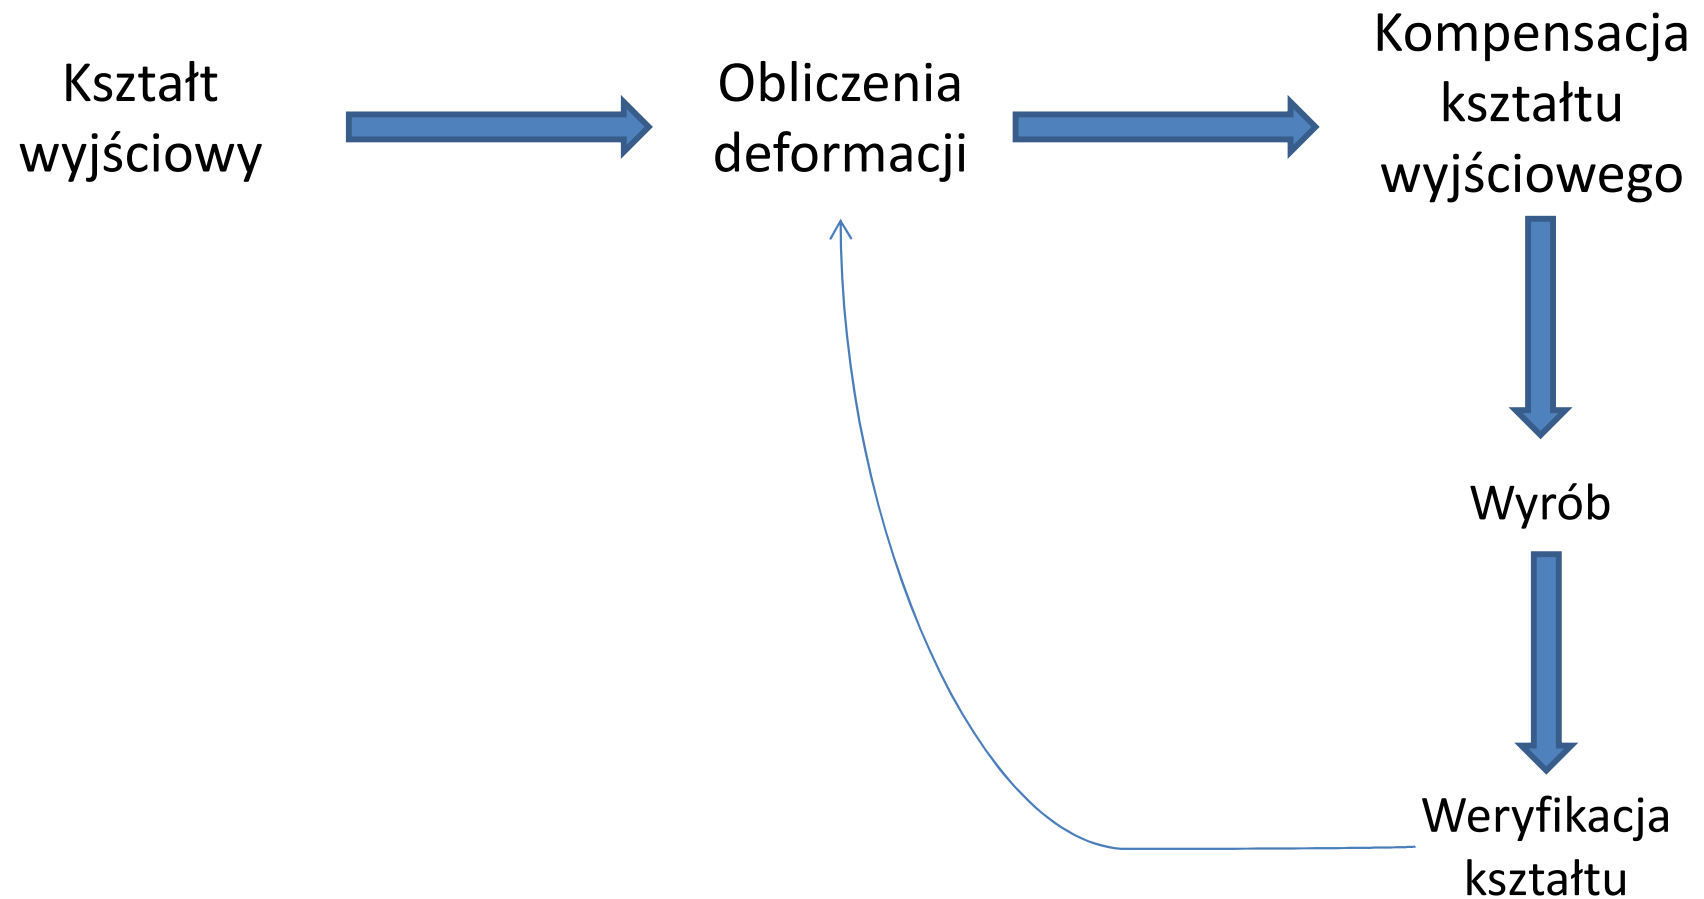 Kształt
wyjściowy
Obliczenia
deformacji
Kompensacja
kształtu
wyjściowego
Wyrób
Weryfikacja
kształtu